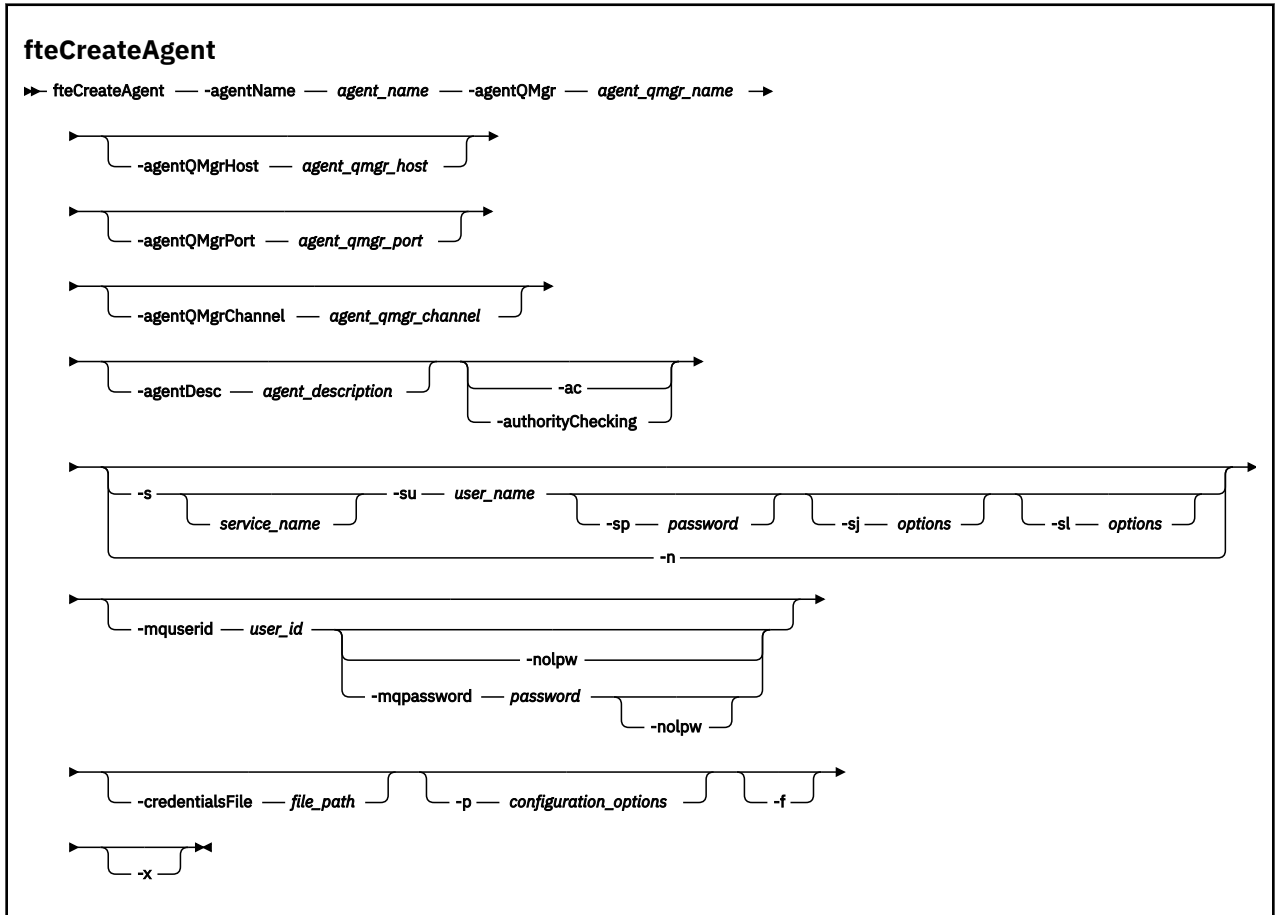 fteCreateAgent
fteCreateAgent -agentName agent_name -agentQMgr agent_qmgr_name
-agentQMgrHost agent_qmgr_host
-agentQMgrPort agent_qmgr_port
-agentQMgrChannel agent_qmgr_channel
-agentDesc agent_description -ac
-authorityChecking
-s -su user_name
service_name -sp password -sj options -sl options
-n
-mquserid user_id
-nolpw
-mqpassword password
-nolpw
-credentialsFile file_path -p configuration_options -f
-x